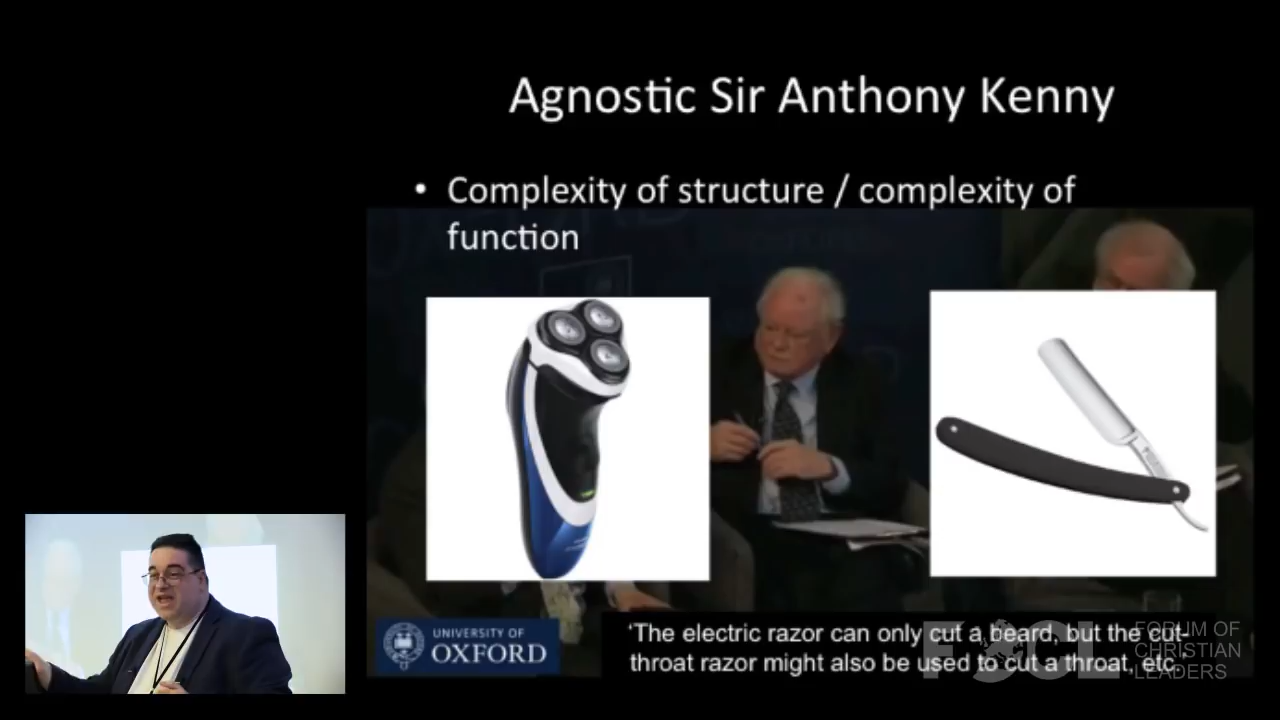 Agnostic Sir Anthony Kenny
• Complexity of structure / complexity of
function
UNIVERSITY OF
OXFORD
‘The electric razor can only cut a beard, but the cut-
throat razor might also be used to cut a throat, etc.’
FOCL
FORUM OF
CHRISTIAN
LEADERS